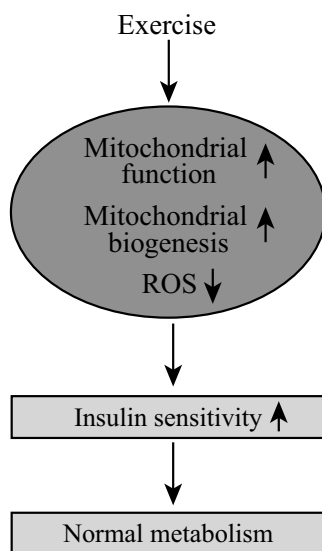 Exercise
Mitochondrial
function
Mitochondrial
biogenesis
ROS
Insulin sensitivity
Normal metabolism